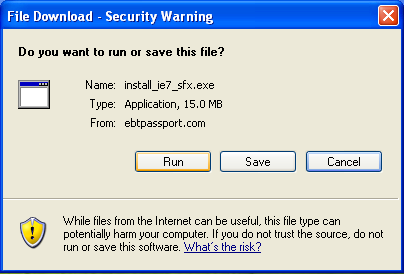 File Download - Security Warning
Do you want to run or save this file?
Name: install_ie7_sfx.exe
Type: Application, 15.0 MB
From: ebtpassport.com
Run Save Cancel
While files from the Internet can be useful, this file type can
potentially harm your computer. If you do not trust the source, do not
run or save this software. What's the risk?